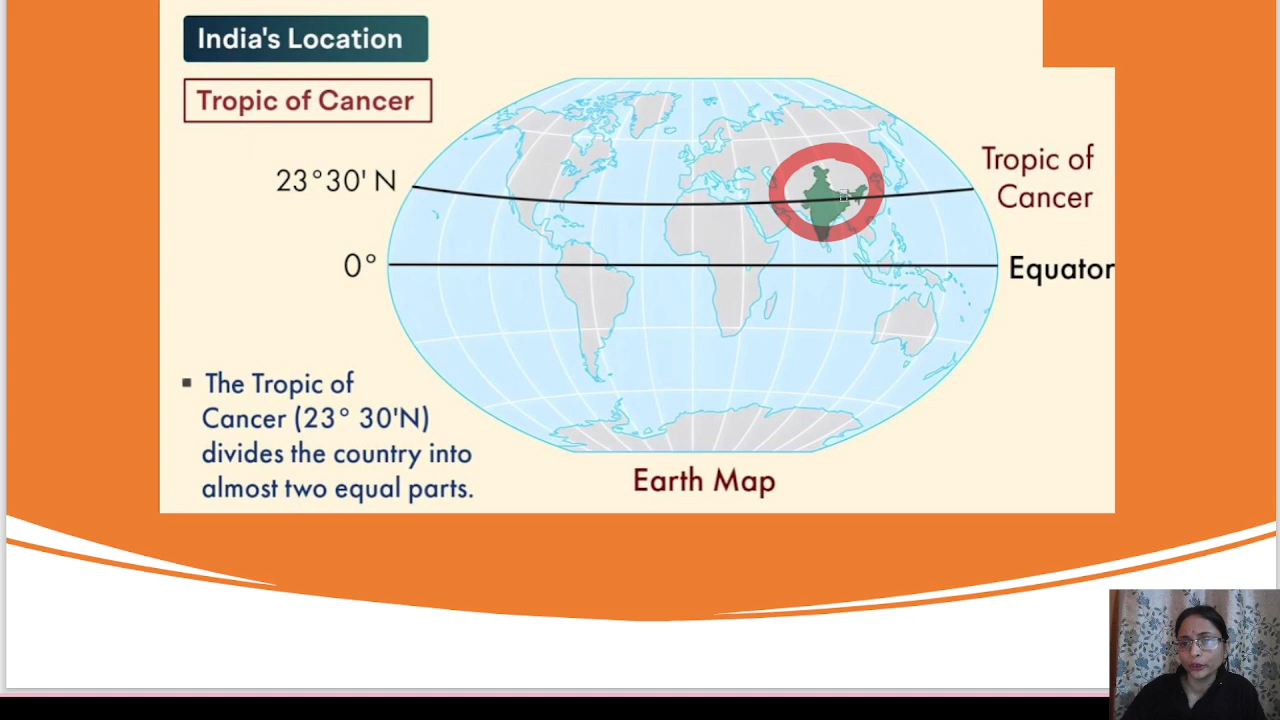 India's Location
Tropic of Cancer
23°30' N
Tropic of
Cancer
0°
Equator
▪ The Tropic of
Cancer (23° 30'N)
divides the country into
almost two equal parts.
Earth Map